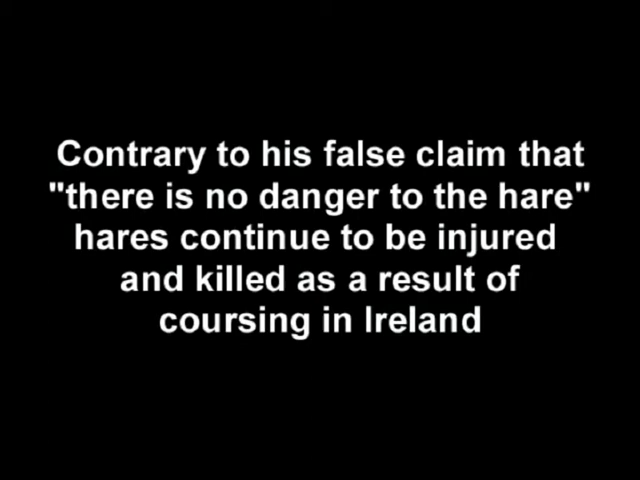 Contrary to his false claim that
"there is no danger to the hare"
hares continue to be injured
and killed as a result of
coursing in Ireland